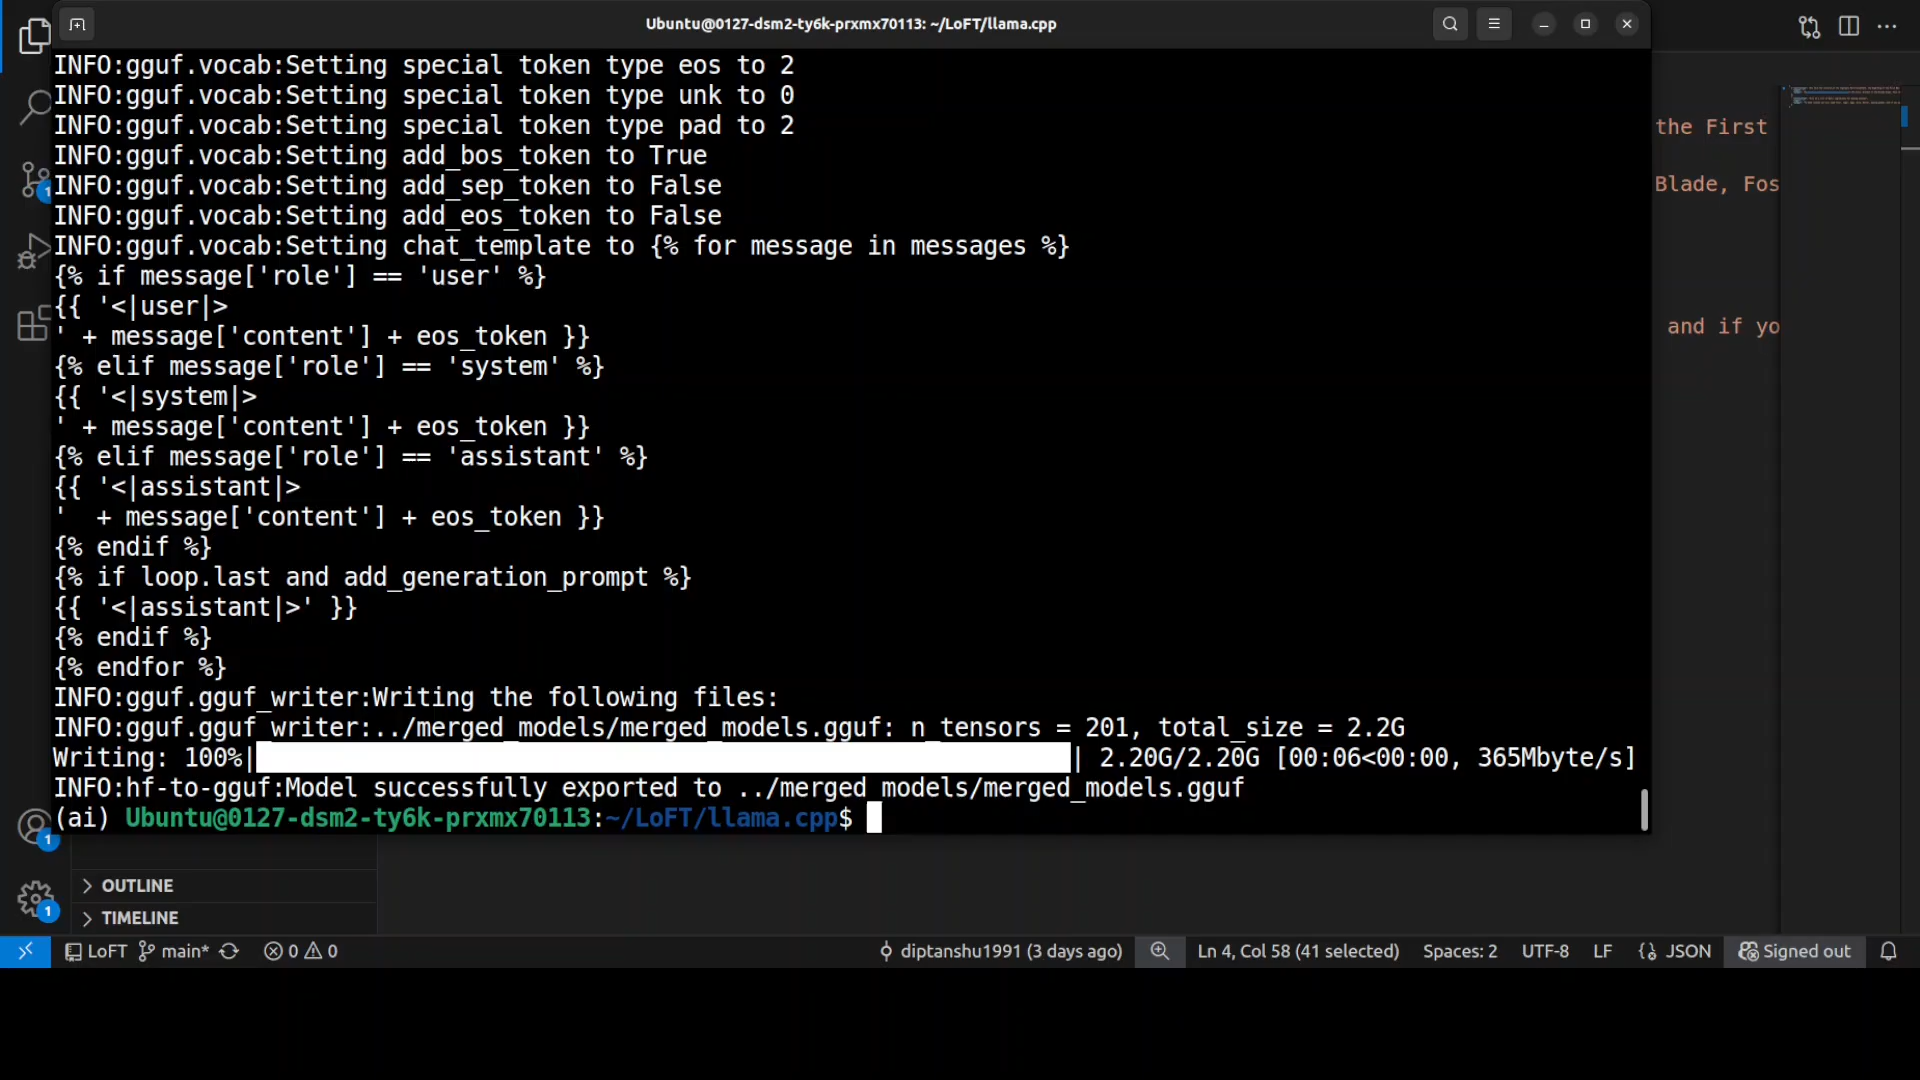 Ubuntu@0127-dsm2-ty6k-prxmx70113: ~/LoFT/llama.cpp
INFO:gguf.vocab:Setting special token type eos to 2
INFO:gguf.vocab:Setting special token type unk to 0
INFO:gguf.vocab:Setting special token type pad to 2
INFO:gguf.vocab:Setting add_bos_token to True
INFO:gguf.vocab:Setting add_sep_token to False
INFO:gguf.vocab:Setting add_eos_token to False
INFO:gguf.vocab:Setting chat_template to {% for message in messages %}
{% if message['role'] == 'user' %}
{{ '<|user|>
' + message['content'] + eos_token }}
{% elif message['role'] == 'system' %}
{{ '<|system|>
' + message['content'] + eos_token }}
{% elif message['role'] == 'assistant' %}
{{ '<|assistant|>
'  + message['content'] + eos_token }}
{% endif %}
{% if loop.last and add_generation_prompt %}
{{ '<|assistant|>' }}
{% endif %}
{% endfor %}
INFO:gguf.gguf_writer:Writing the following files:
INFO:gguf.gguf_writer:../merged_models/merged_models.gguf: n_tensors = 201, total_size = 2.2G
Writing: 100%| | 2.20G/2.20G [00:06<00:00, 365Mbyte/s]
INFO:hf-to-gguf:Model successfully exported to ../merged_models/merged_models.gguf
(ai) Ubuntu@0127-dsm2-ty6k-prxmx70113:~/LoFT/llama.cpp$
the First
Blade, Fos
and if yo
1
1
1
OUTLINE
TIMELINE
LoFT main* 0 0 diptanshu1991 (3 days ago) Ln 4, Col 58 (41 selected) Spaces: 2 UTF-8 LF {} JSON Signed out